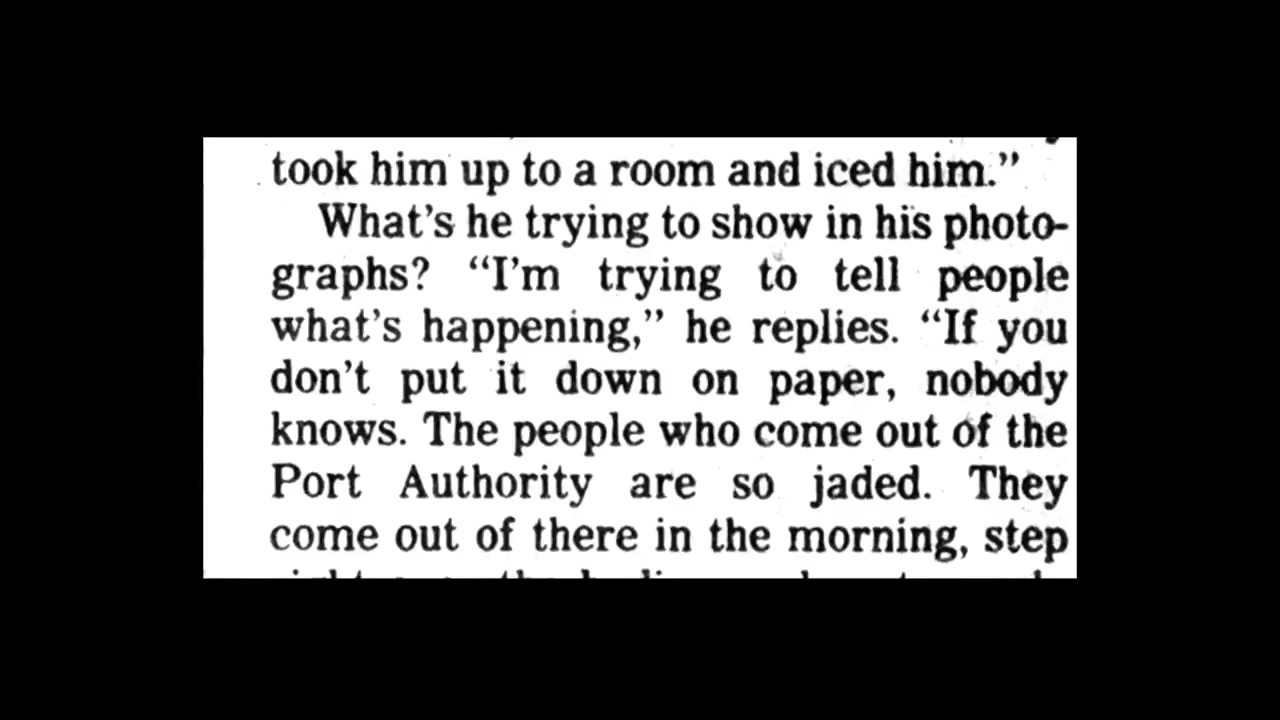 took him up to a room and iced him.”
What’s he trying to show in his photo-
graphs? “I’m trying to tell people
what’s happening,” he replies. “If you
don’t put it down on paper, nobody
knows. The people who come out of the
Port Authority are so jaded. They
come out of there in the morning, step